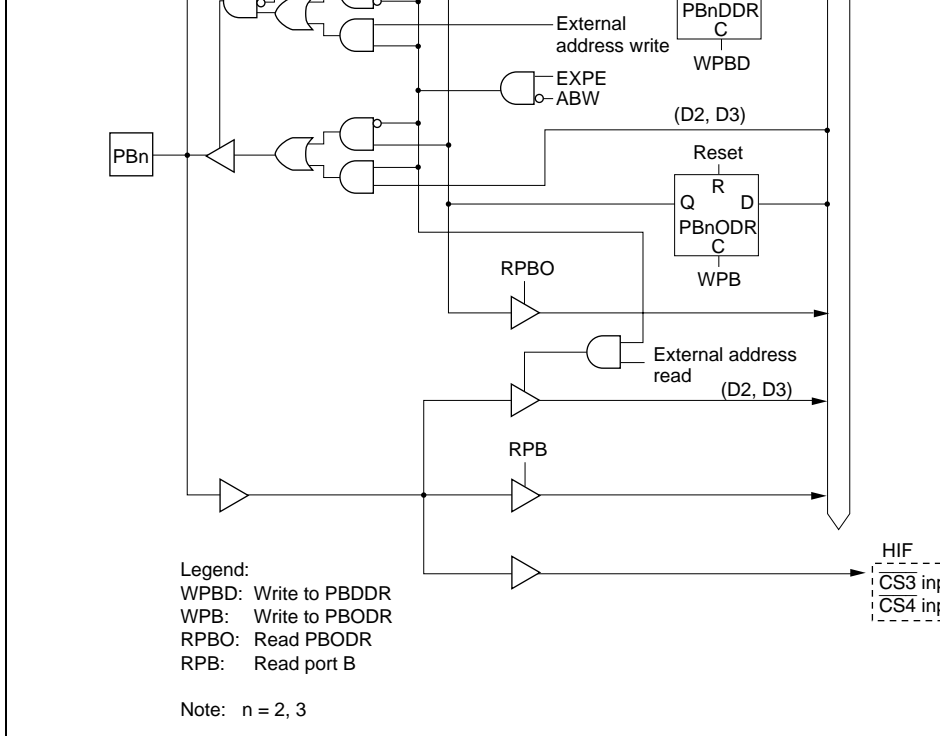 PBnDDR
C
WPBD
External
address write
EXPE
ABW
(D2, D3)
PBn
Reset
R
Q D
PBnODR
C
WPB
RPBO
External address
read
(D2, D3)
RPB
HIF
CS3
CS4
Legend:
WPBD: Write to PBDDR
WPB: Write to PBODR
RPBO: Read PBODR
RPB: Read port B
Note: n = 2, 3